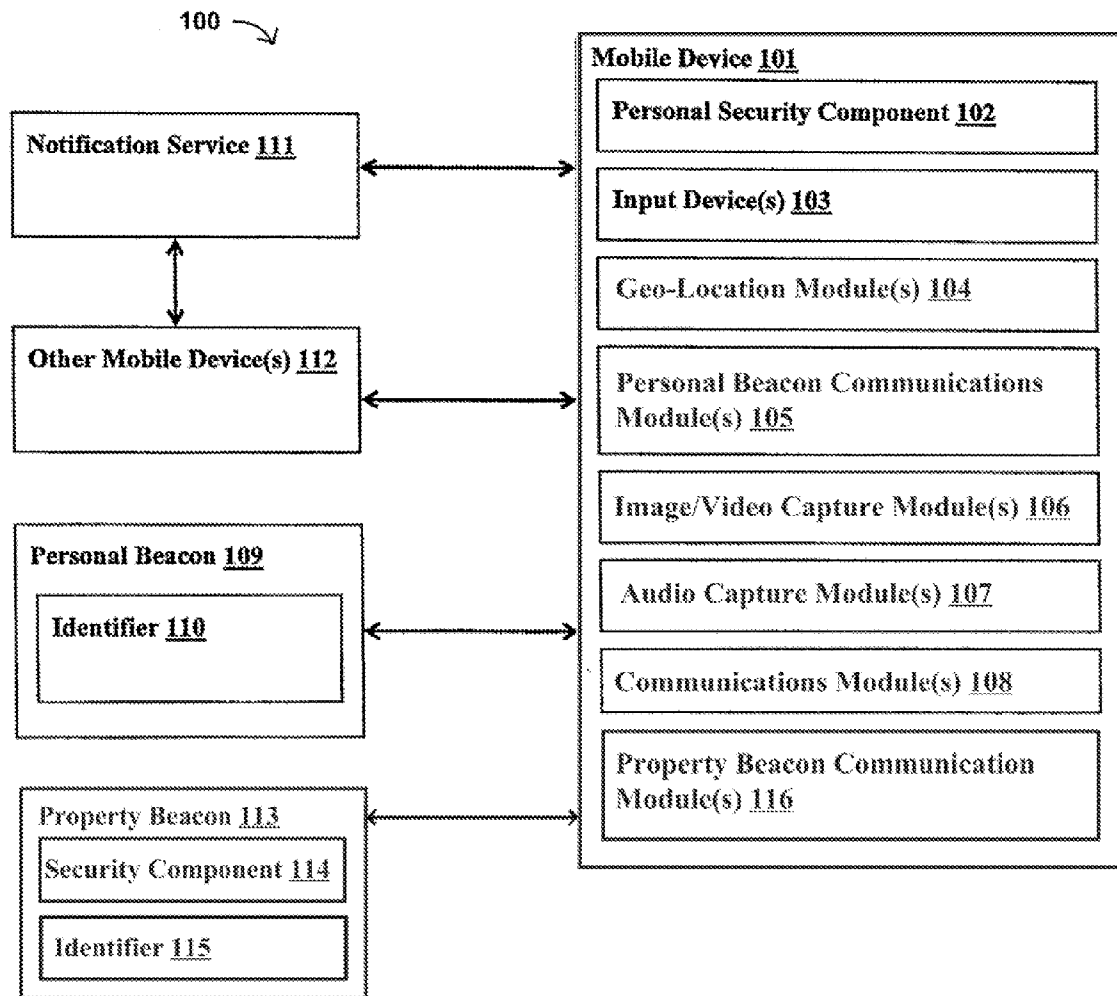 100
Notification Service 111
Other Mobile Device(s) 112
Personal Beacon 109
Identifier 110
Property Beacon 113
Security Component 114
Identifier 115
Mobile Device 101
Personal Security Component 102
Input Device(s) 103
Geo-Location Module(s) 104
Personal Beacon Communications
Module(s) 105
Image/Video Capture Module(s) 106
Audio Capture Module(s) 107
Communications Module(s) 108
Property Beacon Communication
Module(s) 116